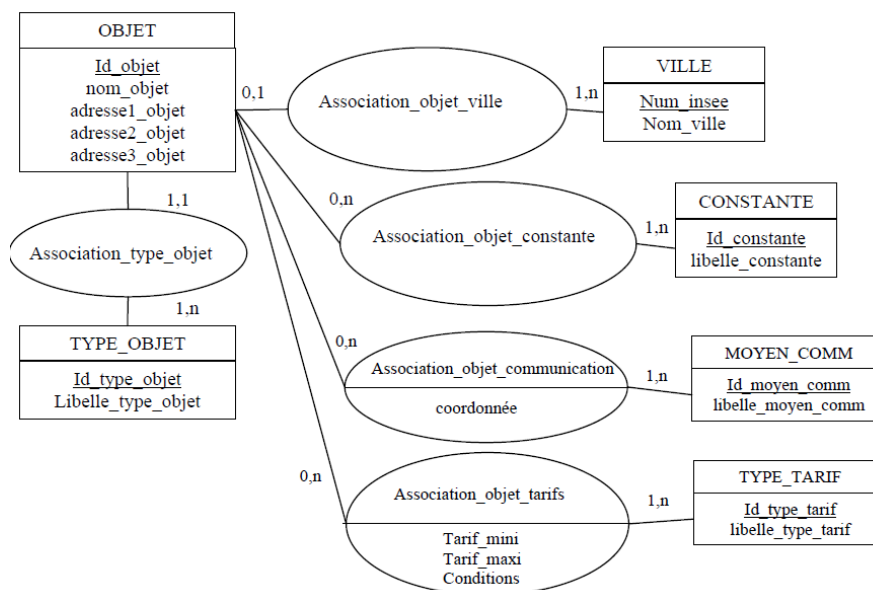 OBJET
Id_objet
nom_objet
adresse1_objet
adresse2_objet
adresse3_objet
0,1
Association_objet_ville
1,n
VILLE
Num_insee
Nom_ville
1,1
Association_type_objet
1,n
TYPE_OBJET
Id_type_objet
Libelle_type_objet
0,n
Association_objet_constante
1,n
CONSTANTE
Id_constante
libelle_constante
0,n
Association_objet_communication
coordonnée
1,n
MOYEN_COMM
Id_moyen_comm
libelle_moyen_comm
0,n
Association_objet_tarifs
Tarif_mini
Tarif_maxi
Conditions
1,n
TYPE_TARIF
Id_type_tarif
libelle_type_tarif